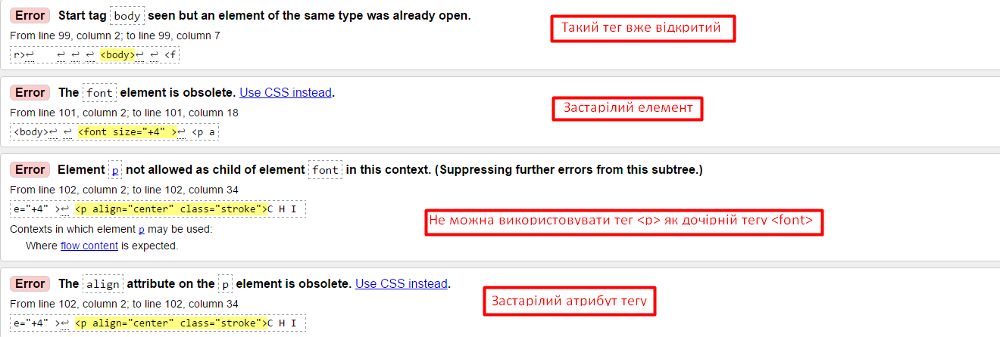 Error Start tag body seen but an element of the same type was already open.
Такий тег вже відкритий
From line 99, column 2; to line 99, column 7
r>↩ ↩ ↩ ↩ <body>↩ ↩ <f
Error The font element is obsolete. Use CSS instead.
Застарілий елемент
From line 101, column 2; to line 101, column 18
<body>↩ ↩ <font size="+4" >↩ <p a
Error Element p not allowed as child of element font in this context. (Suppressing further errors from this subtree.)
From line 102, column 2; to line 102, column 34
e="+4" >↩ <p align="center" class="stroke">C H I
Не можна використовувати тег <p> як дочірній тегу <font>
Contexts in which element p may be used:
Where flow content is expected.
Error The align attribute on the p element is obsolete. Use CSS instead.
Застарілий атрибут тегу
From line 102, column 2; to line 102, column 34
e="+4" >↩ <p align="center" class="stroke">C H I